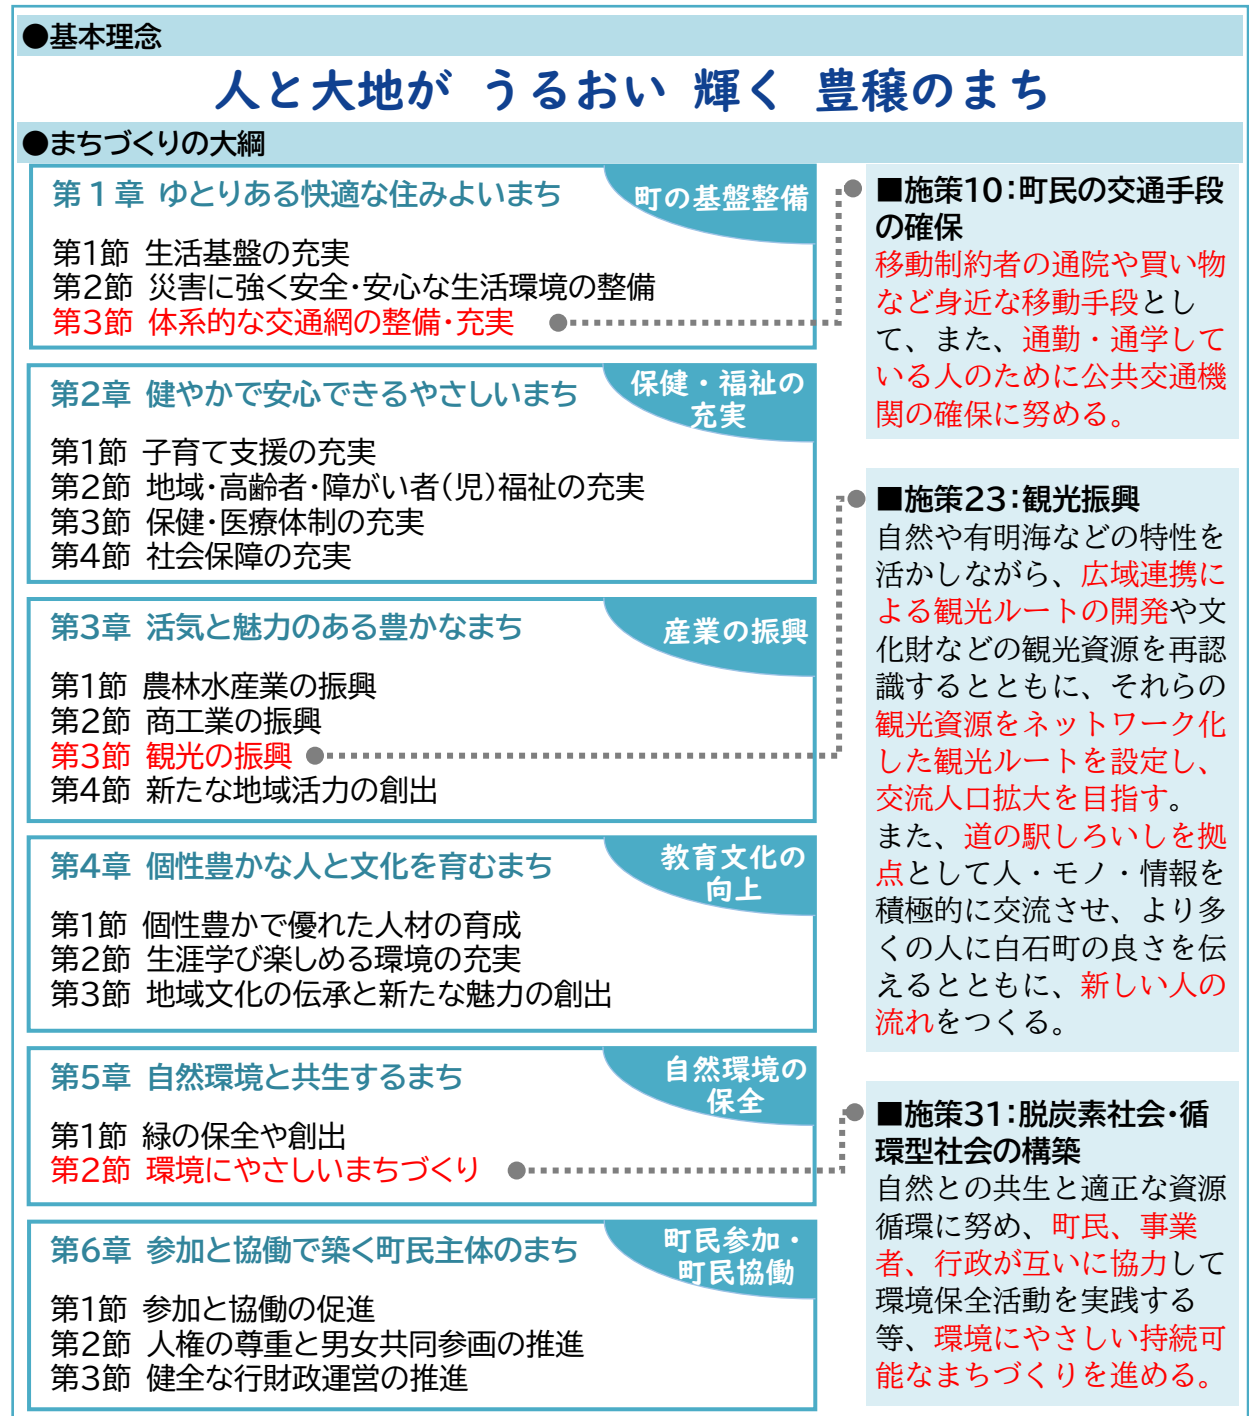 ●基本理念
人と大地が うるおい 輝く 豊穣のまち
●まちづくりの大綱
第1章 ゆとりある快適な住みよいまち
町の基盤整備
第1節 生活基盤の充実
第2節 災害に強く安全・安心な生活環境の整備
第3節 体系的な交通網の整備・充実
第2章 健やかで安心できるやさしいまち
保健・福祉の
充実
第1節 子育て支援の充実
第2節 地域・高齢者・障がい者(児)福祉の充実
第3節 保健・医療体制の充実
第4節 社会保障の充実
第3章 活気と魅力のある豊かなまち
産業の振興
第1節 農林水産業の振興
第2節 商工業の振興
第3節 観光の振興
第4節 新たな地域活力の創出
第4章 個性豊かな人と文化を育むまち
教育文化の
向上
第1節 個性豊かで優れた人材の育成
第2節 生涯学び楽しめる環境の充実
第3節 地域文化の伝承と新たな魅力の創出
第5章 自然環境と共生するまち
自然環境の
保全
第1節 緑の保全や創出
第2節 環境にやさしいまちづくり
第6章 参加と協働で築く町民主体のまち
町民参加・
町民協働
第1節 参加と協働の促進
第2節 人権の尊重と男女共同参画の推進
第3節 健全な行財政運営の推進
■施策10:町民の交通手段
の確保
移動制約者の通院や買い物
など身近な移動手段とし
て、また、通勤・通学して
いる人のために公共交通機
関の確保に努める。
■施策23:観光振興
自然や有明海などの特性を
活かしながら、広域連携に
よる観光ルートの開発や文
化財などの観光資源を再認
識するとともに、それらの
観光資源をネットワーク化
した観光ルートを設定し、
交流人口拡大を目指す。
また、道の駅しろいしを拠
点として人・モノ・情報を
積極的に交流させ、より多
くの人に白石町の良さを伝
えるとともに、新しい人の
流れをつくる。
■施策31:脱炭素社会・循
環型社会の構築
自然との共生と適正な資源
循環に努め、町民、事業
者、行政が互いに協力して
環境保全活動を実践する
等、環境にやさしい持続可
能なまちづくりを進める。